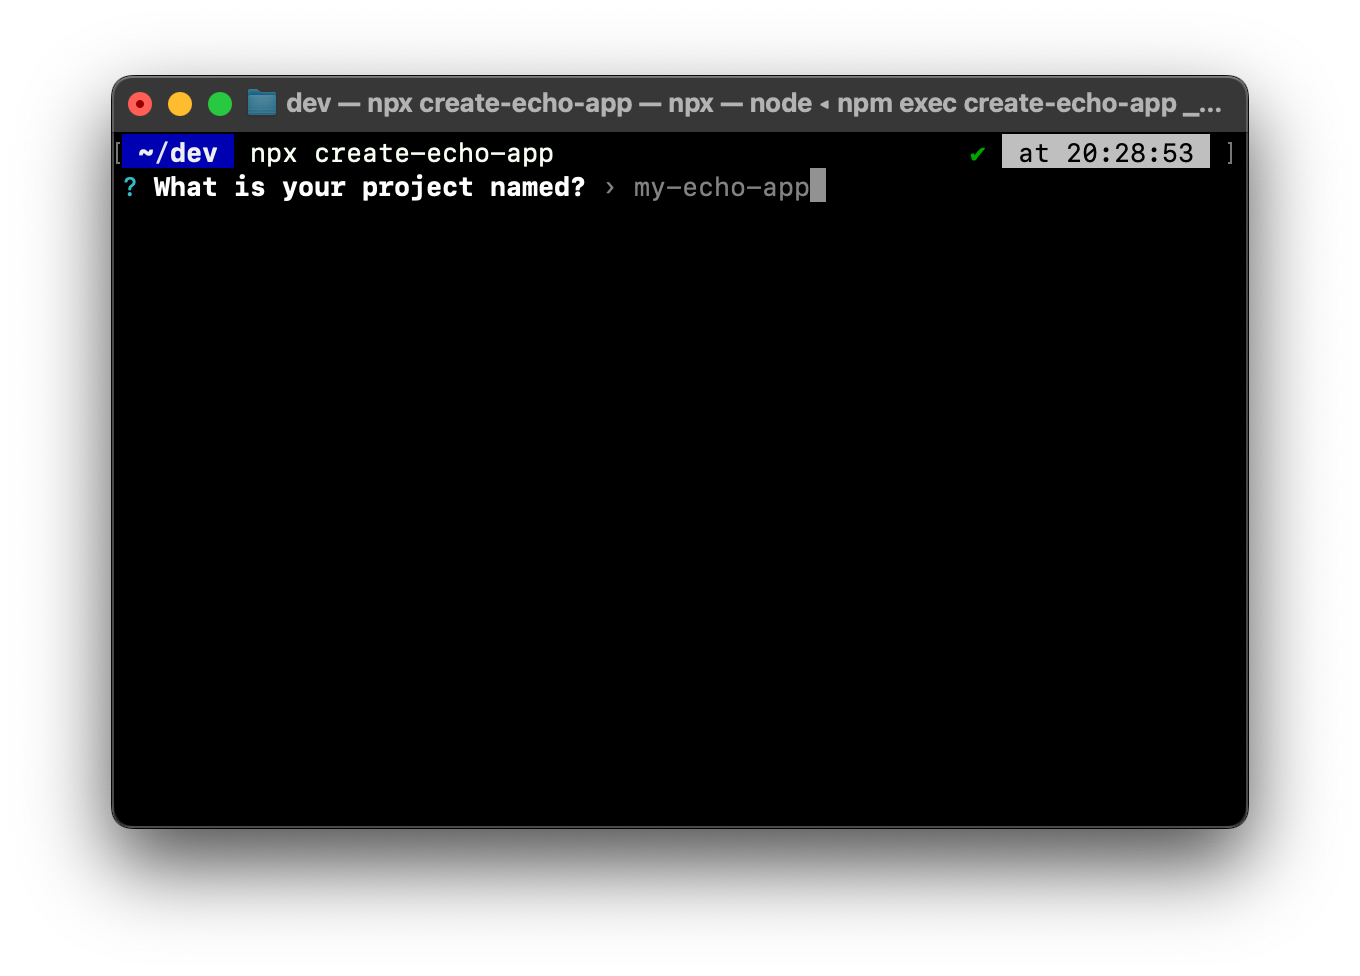 dev — npx create-echo-app — npx — node ◂ npm exec create-echo-app _...
[ ~/dev npx create-echo-app ✔ at 20:28:53 ]
? What is your project named? › my-echo-app